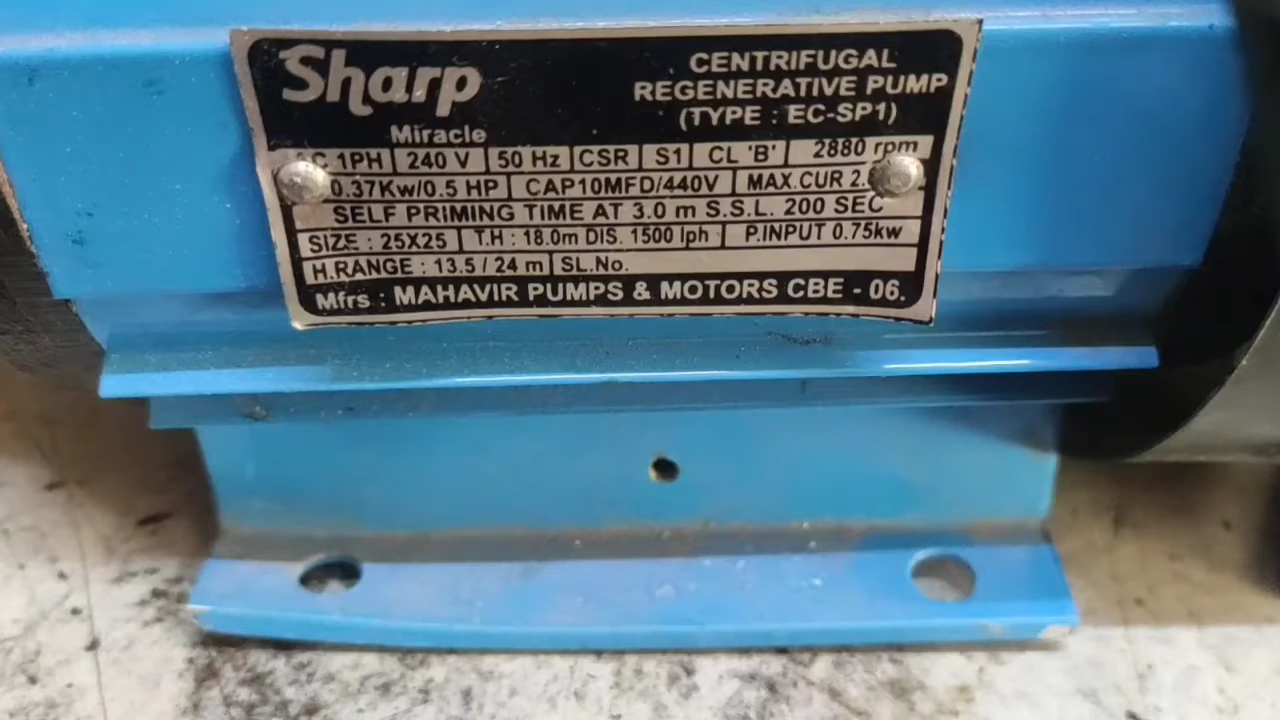 Sharp
Miracle
CENTRIFUGAL
REGENERATIVE PUMP
(TYPE : EC-SP1)
1PH 240 V 50 Hz CSR S1 CL 'B' 2880 rpm
0.37Kw/0.5 HP CAP10MFD/440V MAX.CUR
SELF PRIMING TIME AT 3.0 m S.S.L. 200 SEC
SIZE : 25X25 T.H : 18.0m DIS. 1500 lph P.INPUT 0.75kw
H.RANGE : 13.5 / 24 m SL.No.
Mfrs : MAHAVIR PUMPS & MOTORS CBE - 06.